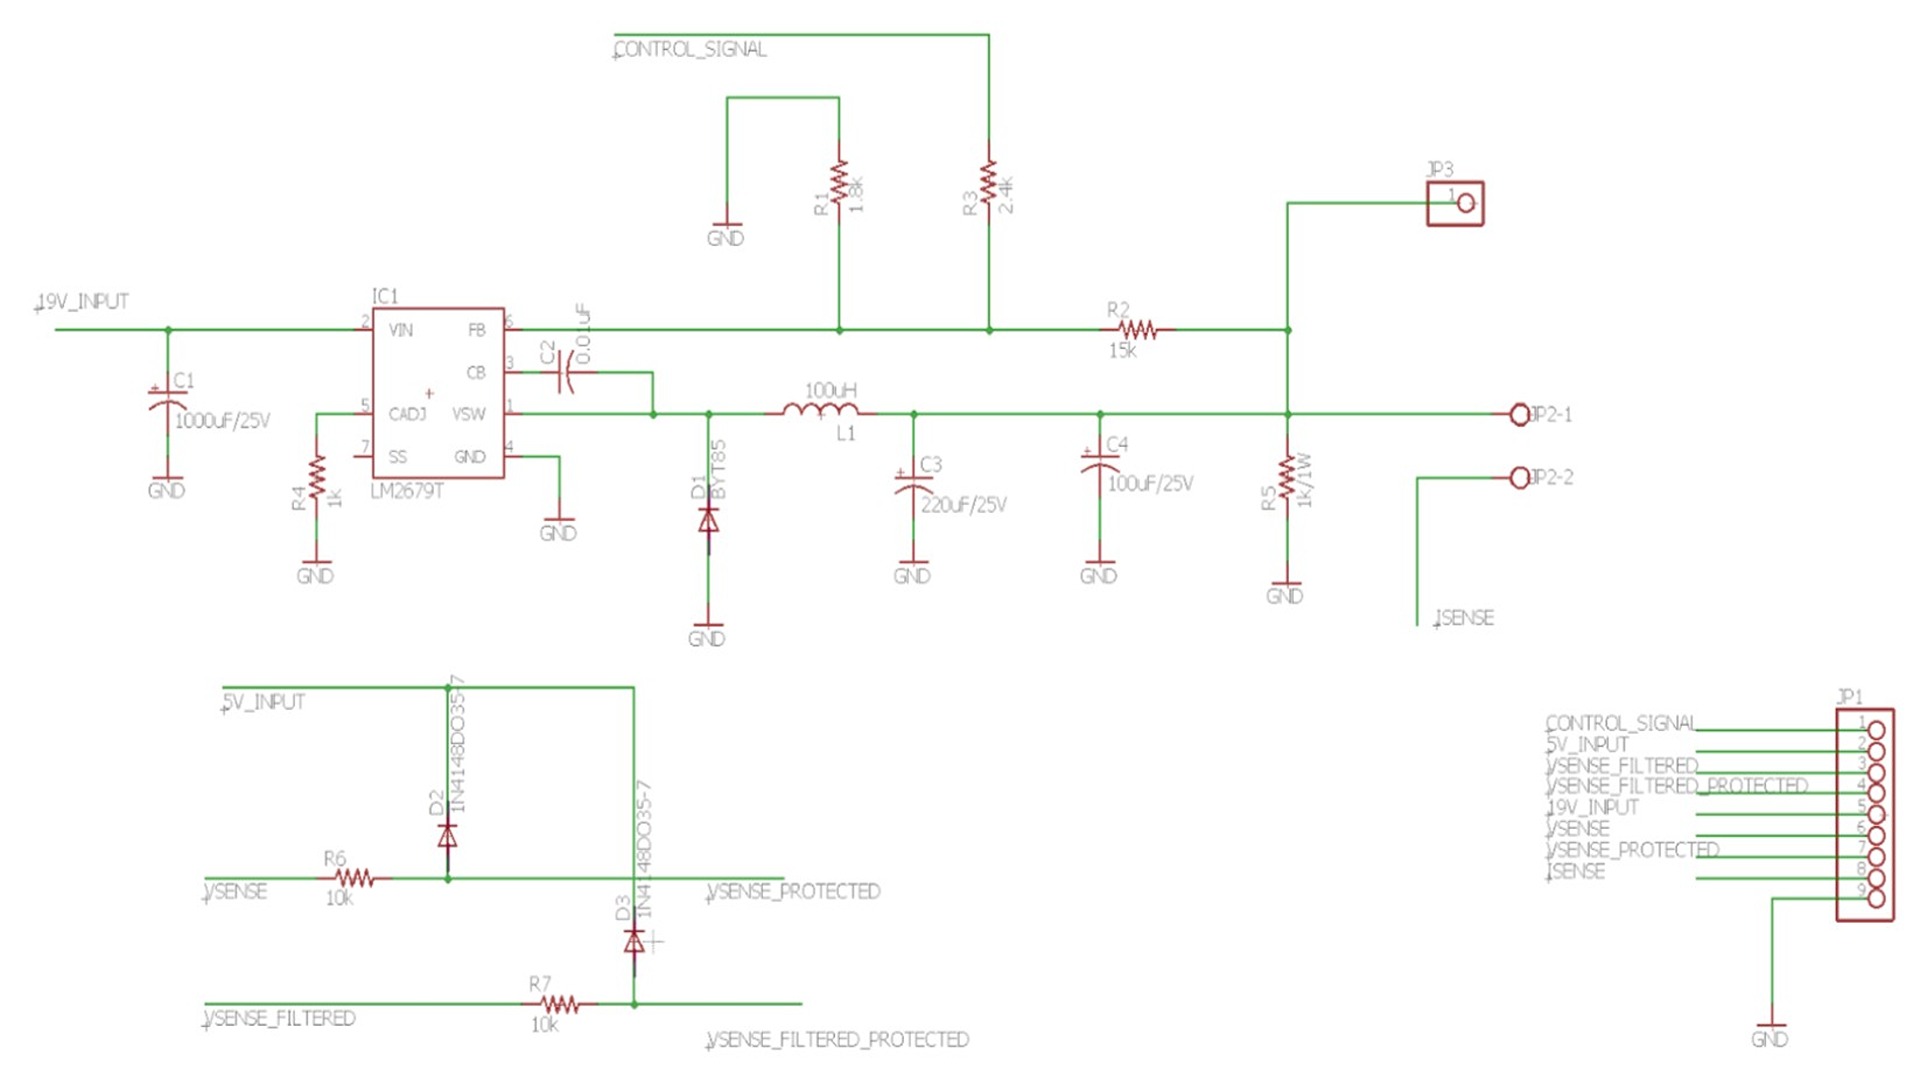 CONTROL_SIGNAL
R1
1.8k
R3
2.4k
GND
JP3
1
19V_INPUT
IC1
2
VIN
FB
6
C2
0.01uF
R2
15k
CB
3
C1
1000uF/25V
5
CADJ
VSW
1
100uH
L1
JP2-1
7
SS
GND
4
LM2679T
R4
1k
GND
GND
D1
BYT85
C3
220uF/25V
C4
100uF/25V
R5
1k/1W
JP2-2
GND
GND
GND
GND
GND
ISENSE
GND
5V_INPUT
D2
1N4148DO35-7
D3
1N4148DO35-7
R6
10k
VSENSE
VSENSE_PROTECTED
R7
10k
VSENSE_FILTERED
VSENSE_FILTERED_PROTECTED
JP1
CONTROL_SIGNAL 1
5V_INPUT 2
VSENSE_FILTERED 3
VSENSE_FILTERED_PROTECTED 4
19V_INPUT 5
VSENSE 6
VSENSE_PROTECTED 7
ISENSE 8
9